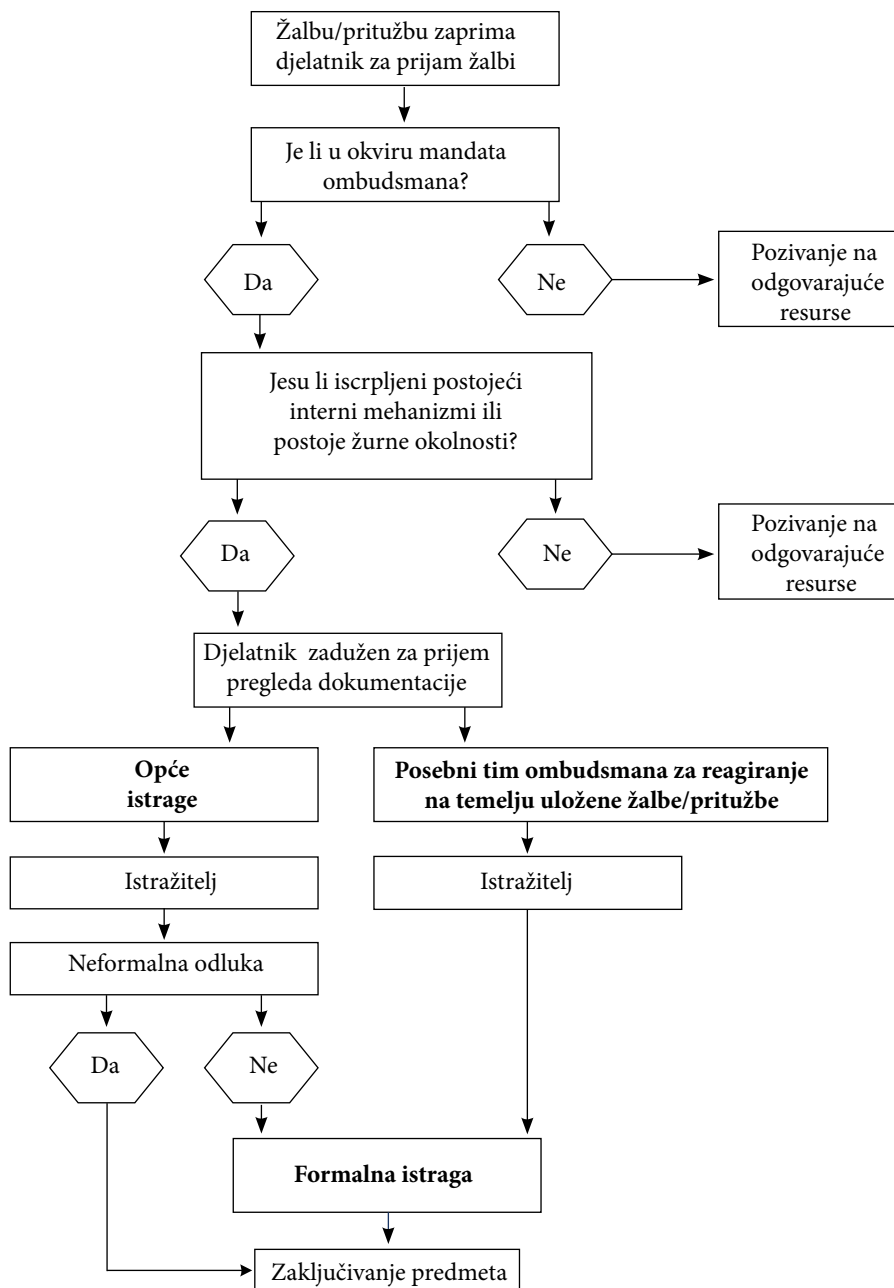 Žalbu/pritužbu zaprima
djelatnik za prijam žalbi
Je li u okviru mandata
ombudsmana?
Da
Ne
Pozivanje na
odgovarajuće
resurse
Jesu li iscrpljeni postojeći
interni mehanizmi ili
postoje žurne okolnosti?
Da
Ne
Pozivanje na
odgovarajuće
resurse
Djelatnik zadužen za prijem
pregleda dokumentacije
Opće
istrage
Posebni tim ombudsmana za reagiranje
na temelju uložene žalbe/pritužbe
Istražitelj
Istražitelj
Neformalna odluka
Da
Ne
Formalna istraga
Zaključivanje predmeta